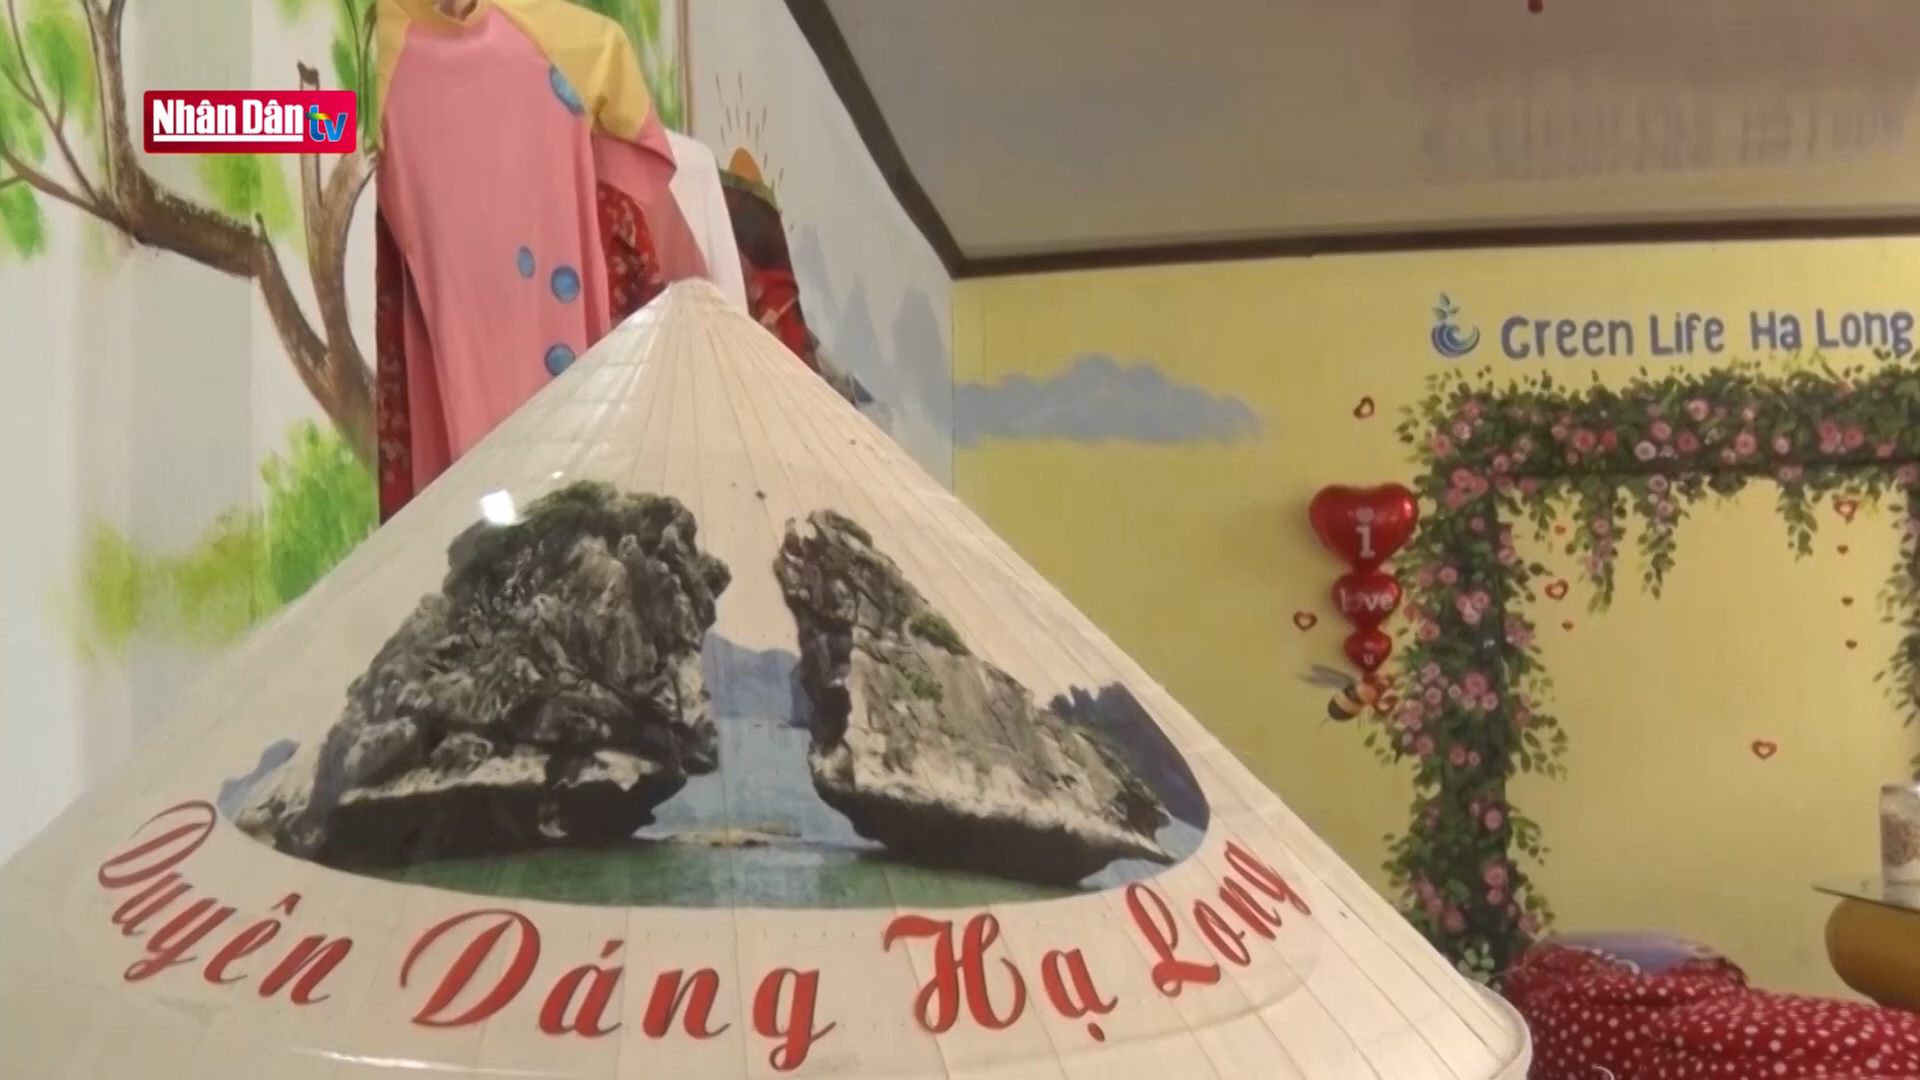 Nhân Dân tv
Green Life Ha Long
i
love
u
Duyên Dáng Hạ Long